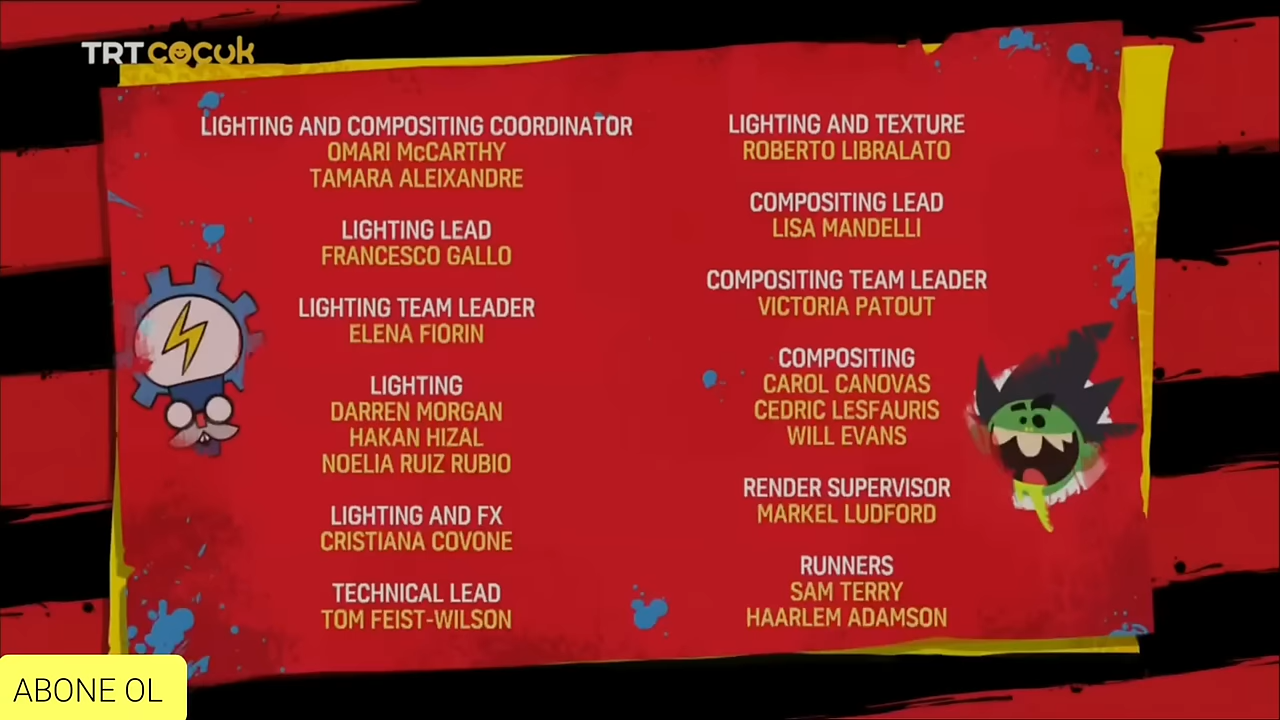 TRT COCUK
LIGHTING AND COMPOSITING COORDINATOR
OMARI McCARTHY
TAMARA ALEIXANDRE
LIGHTING LEAD
FRANCESCO GALLO
LIGHTING TEAM LEADER
ELENA FIORIN
LIGHTING
DARREN MORGAN
HAKAN HIZAL
NOELIA RUIZ RUBIO
LIGHTING AND FX
CRISTIANA COVONE
TECHNICAL LEAD
TOM FEIST-WILSON
LIGHTING AND TEXTURE
ROBERTO LIBRALATO
COMPOSITING LEAD
LISA MANDELLI
COMPOSITING TEAM LEADER
VICTORIA PATOUT
COMPOSITING
CAROL CANOVAS
CEDRIC LESFAURIS
WILL EVANS
RENDER SUPERVISOR
MARKEL LUDFORD
RUNNERS
SAM TERRY
HAARLEM ADAMSON
ABONE OL